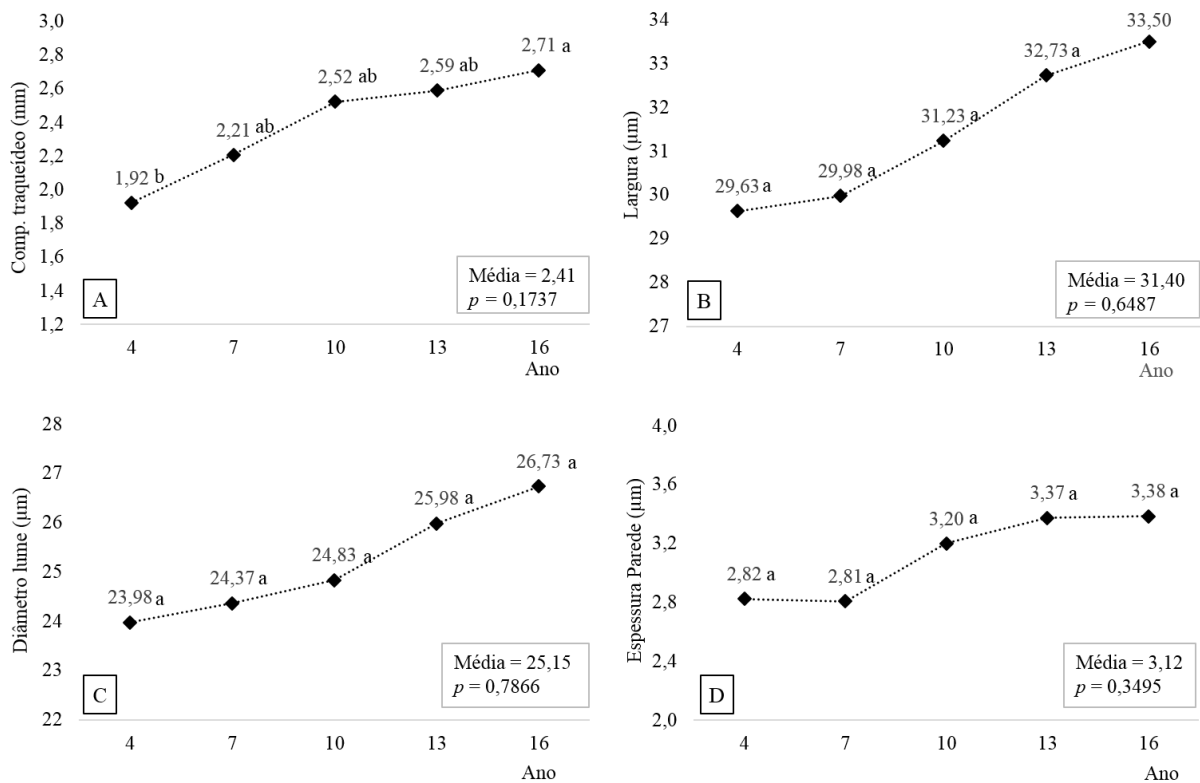 Comp. traqueídeo (mm)
3,0
2,8
2,6
2,4
2,2
2,0
1,8
1,6
1,4
1,2
1,92 b
2,21 ab
2,52 ab
2,59 ab
2,71 a
A
Média = 2,41
p = 0,1737
4 7 10 13 16
Ano
Largura (µm)
34
33
32
31
30
29
28
27
29,63 a
29,98 a
31,23 a
32,73 a
33,50
B
Média = 31,40
p = 0,6487
4 7 10 13 16
Ano
Diâmetro lume (µm)
28
27
26
25
24
23
22
23,98 a
24,37 a
24,83 a
25,98 a
26,73 a
C
Média = 25,15
p = 0,7866
4 7 10 13 16
Ano
Espessura Parede (µm)
4,0
3,6
3,2
2,8
2,4
2,0
2,82 a
2,81 a
3,20 a
3,37 a
3,38 a
D
Média = 3,12
p = 0,3495
4 7 10 13 16
Ano